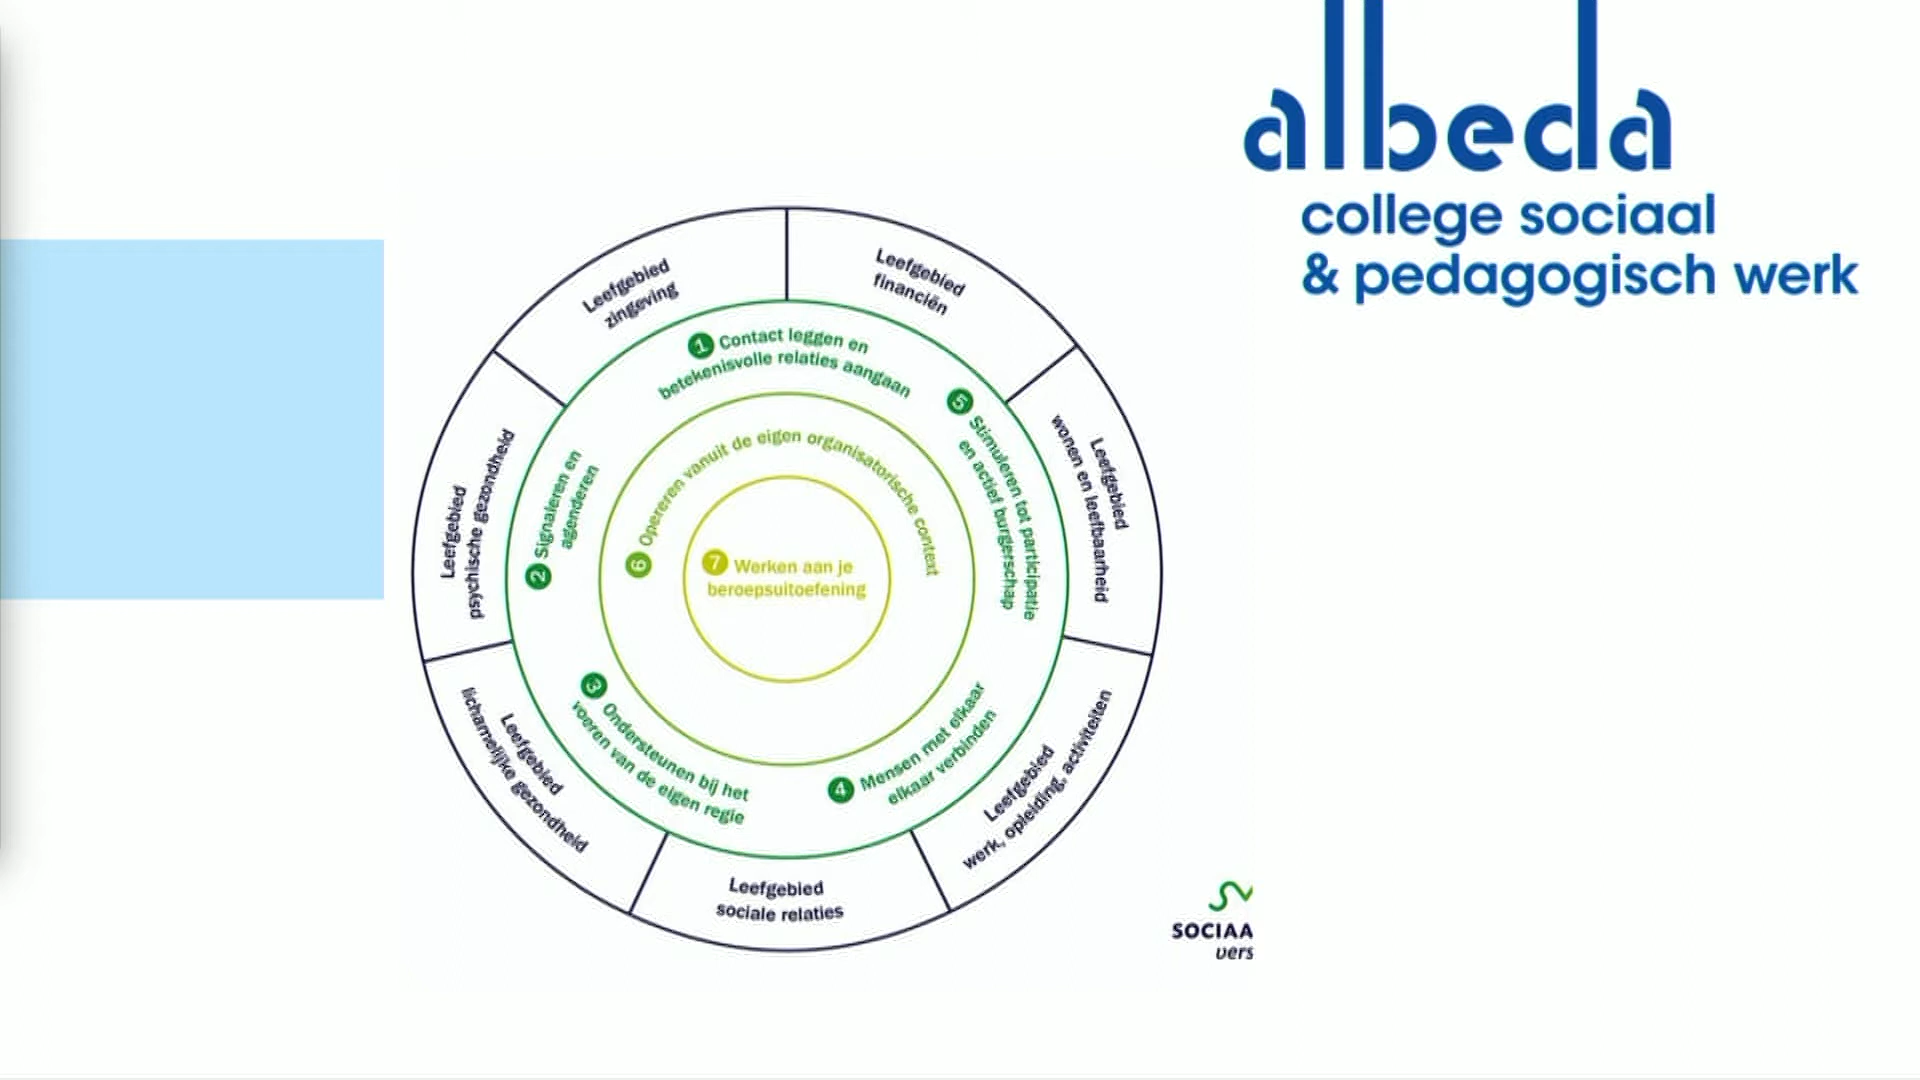 albeda
college sociaal
& pedagogisch werk
Leefgebied
zingeving
Leefgebied
financiën
Leefgebied
wonen en leefbaarheid
Leefgebied
werk, opleiding, activiteiten
Leefgebied
sociale relaties
Leefgebied
lichamelijke gezondheid
Leefgebied
psychische gezondheid
1 Contact leggen en
betekenisvolle relaties aangaan
2 Signaleren en
agenderen
3 Ondersteunen bij het
voeren van de eigen regie
4 Mensen met elkaar
elkaar verbinden
5 Stimuleren tot participatie
en actief burgerschap
6 Opereren vanuit de eigen organisatorische context
7 Werken aan je
beroepsuitoefening
SOCIAA
vers